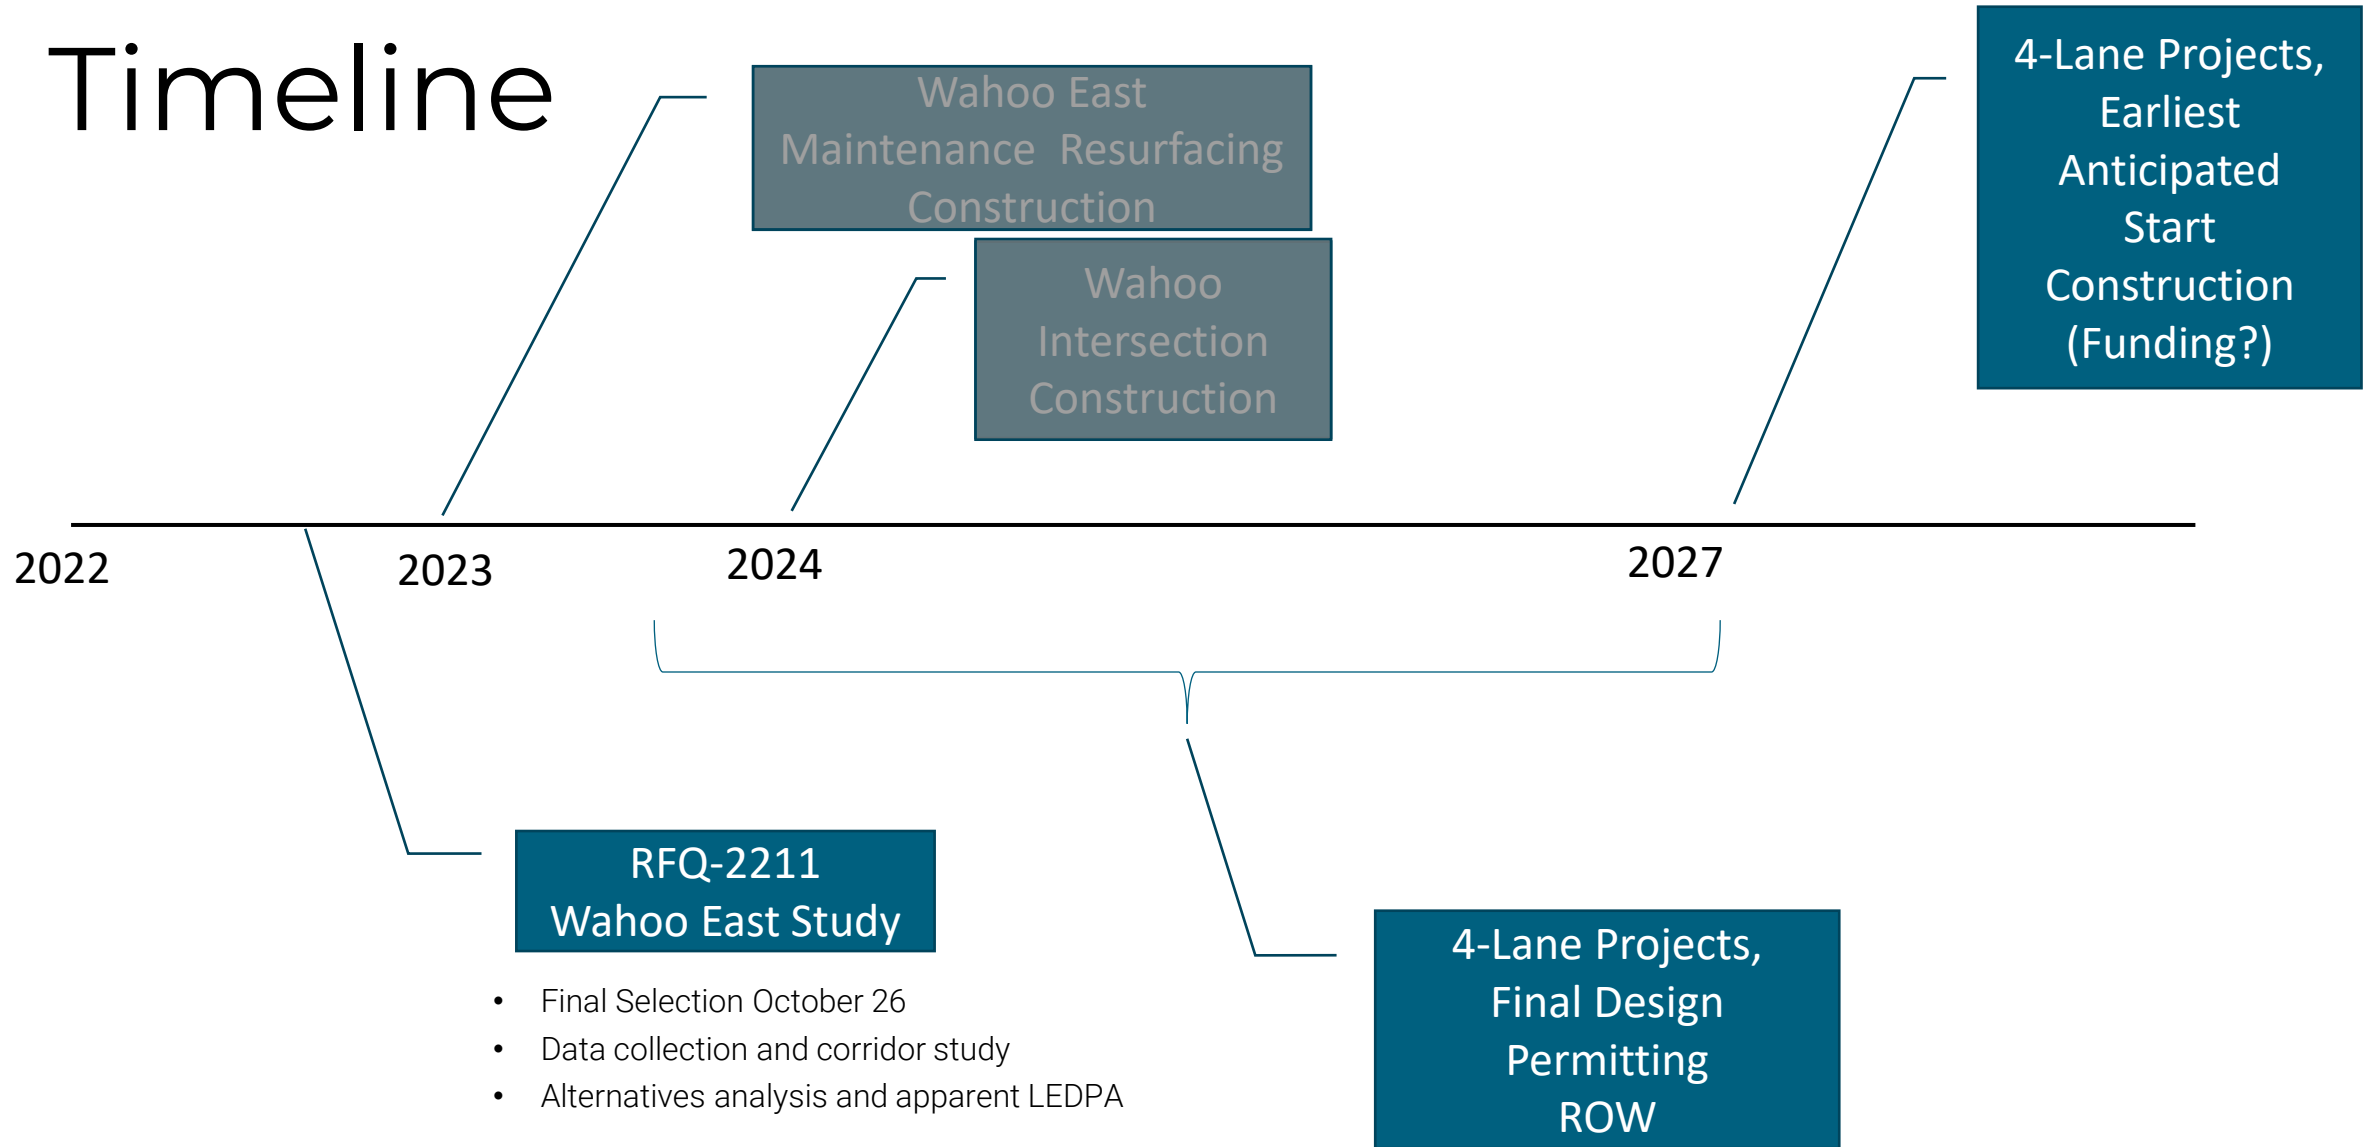 Timeline
Wahoo East
Maintenance  Resurfacing
Construction
Wahoo
Intersection
Construction
4-Lane Projects,
Earliest
Anticipated
Start
Construction
(Funding?)
2022
2023
2024
2027
RFQ-2211
Wahoo East Study
• Final Selection October 26
• Data collection and corridor study
• Alternatives analysis and apparent LEDPA
4-Lane Projects,
Final Design
Permitting
ROW